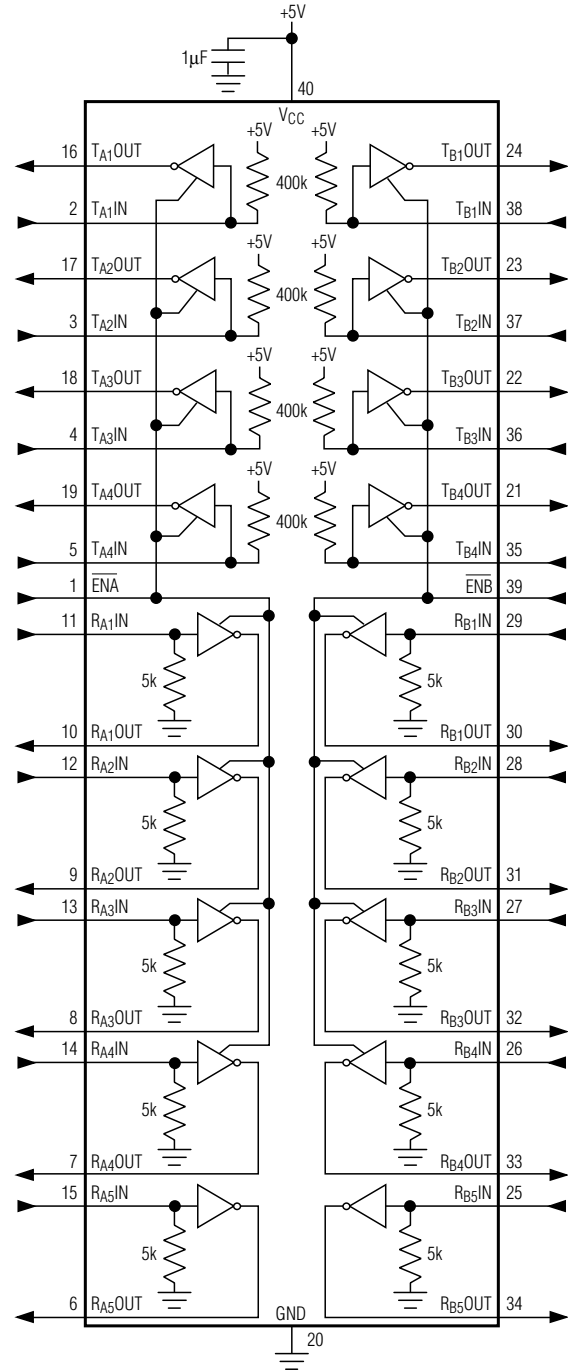 +5V
1µF
40
VCC
16 TA1OUT +5V +5V TB1OUT 24
400k
2 TA1IN TB1IN 38
17 TA2OUT +5V TB2OUT 23
400k
3 TA2IN TB2IN 37
18 TA3OUT +5V TB3OUT 22
400k
4 TA3IN TB3IN 36
19 TA4OUT +5V TB4OUT 21
400k
5 TA4IN TB4IN 35
1 ENA ENB 39
11 RA1IN RB1IN 29
5k 5k
10 RA1OUT RB1OUT 30
12 RA2IN RB2IN 28
5k 5k
9 RA2OUT RB2OUT 31
13 RA3IN RB3IN 27
5k 5k
8 RA3OUT RB3OUT 32
14 RA4IN RB4IN 26
5k 5k
7 RA4OUT RB4OUT 33
15 RA5IN RB5IN 25
5k 5k
6 RA5OUT RB5OUT 34
GND
20